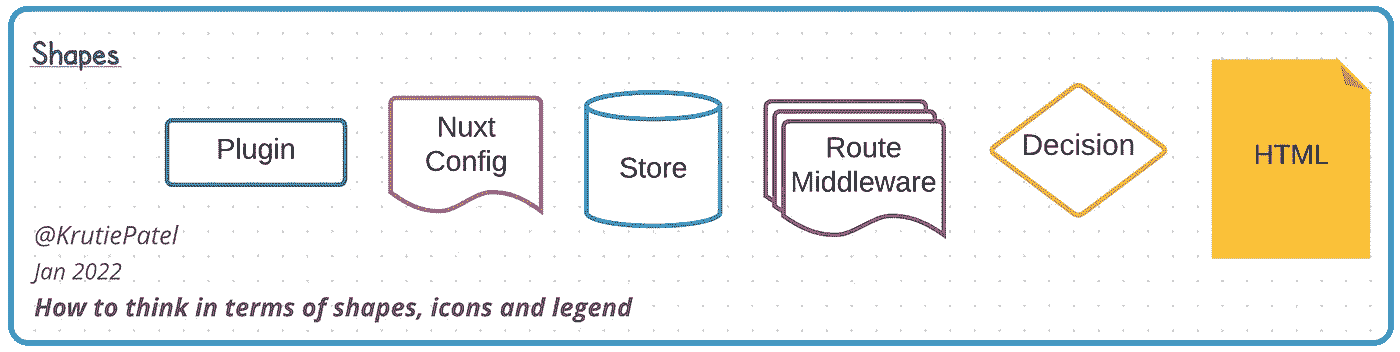 Shapes
Plugin
Nuxt
Config
Store
Route
Middleware
Decision
HTML
@KrutiePatel
Jan 2022
How to think in terms of shapes, icons and legend